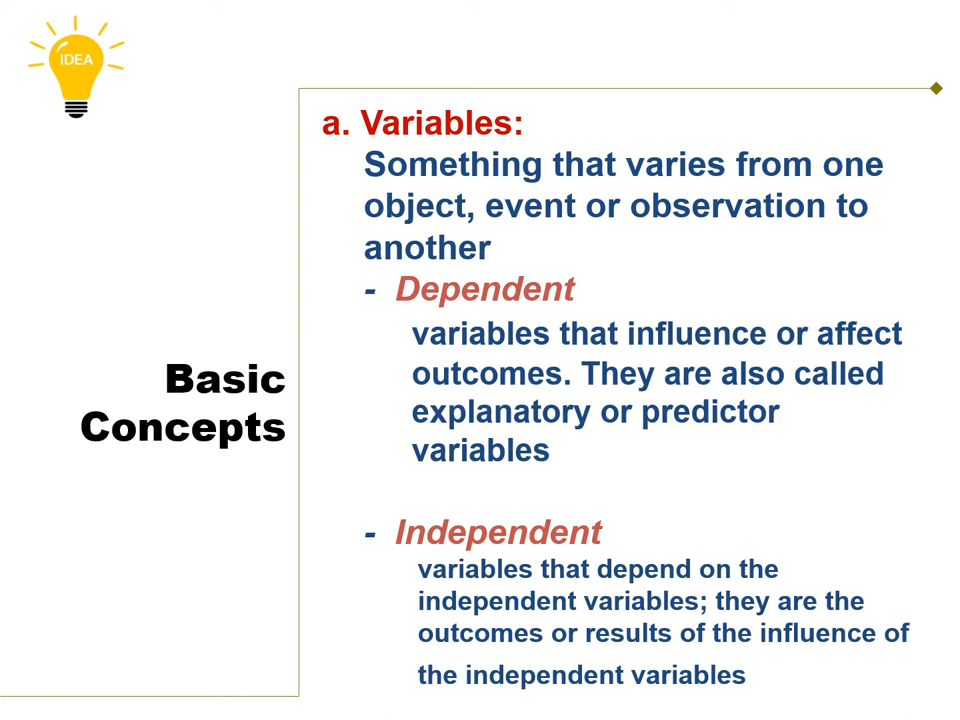 IDEA
a. Variables:
Something that varies from one
object, event or observation to
another
- Dependent
variables that influence or affect
outcomes. They are also called
explanatory or predictor
variables
Basic
Concepts
- Independent
variables that depend on the
independent variables; they are the
outcomes or results of the influence of
the independent variables